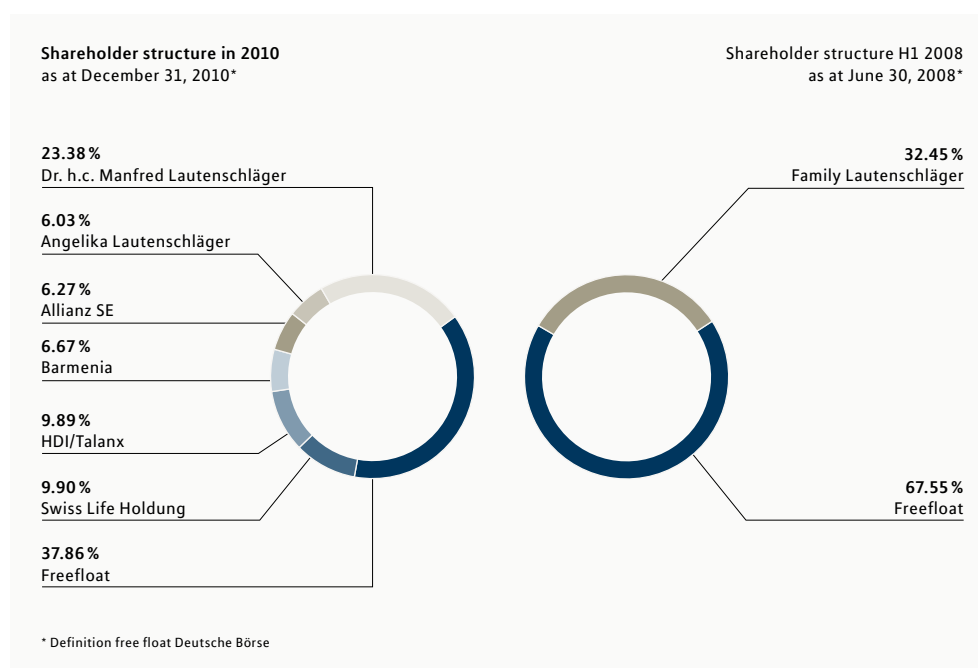 Shareholder structure in 2010
as at December 31, 2010*
Shareholder structure H1 2008
as at June 30, 2008*
23.38 %
Dr. h.c. Manfred Lautenschläger
6.03 %
Angelika Lautenschläger
6.27 %
Allianz SE
6.67 %
Barmenia
9.89 %
HDI/Talanx
9.90 %
Swiss Life Holdung
37.86 %
Freefloat
32.45 %
Family Lautenschläger
67.55 %
Freefloat
* Definition free float Deutsche Börse